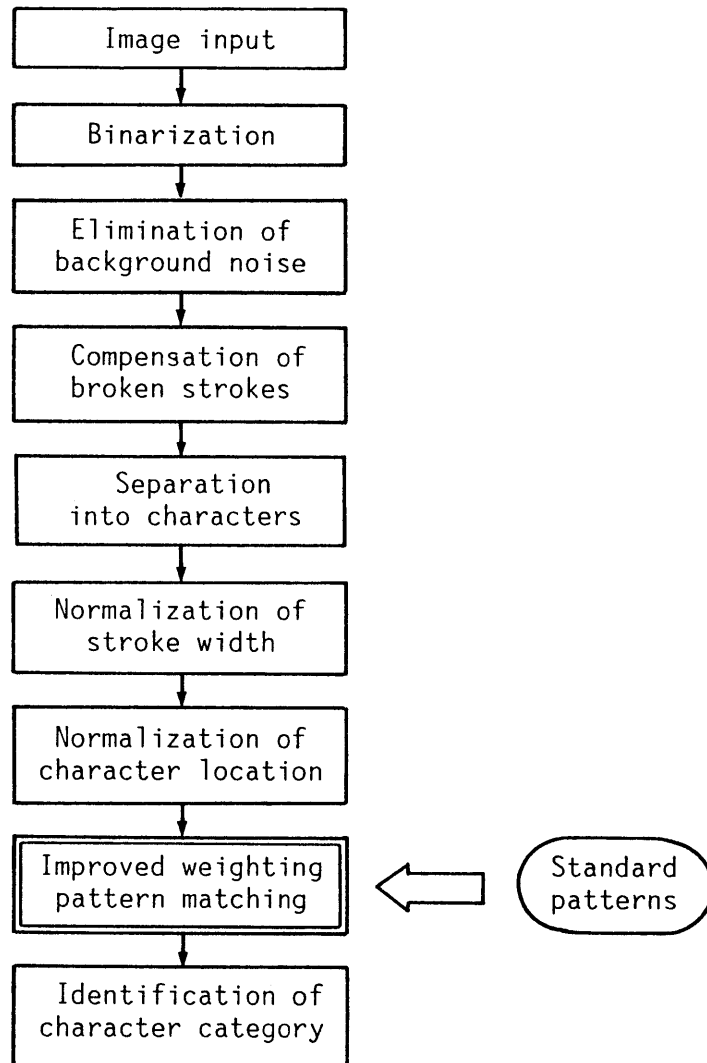 Image input
Binarization
Elimination of
background noise
Compensation of
broken strokes
Separation
into characters
Normalization of
stroke width
Normalization of
character location
Improved weighting
pattern matching
Standard
patterns
Identification of
character category